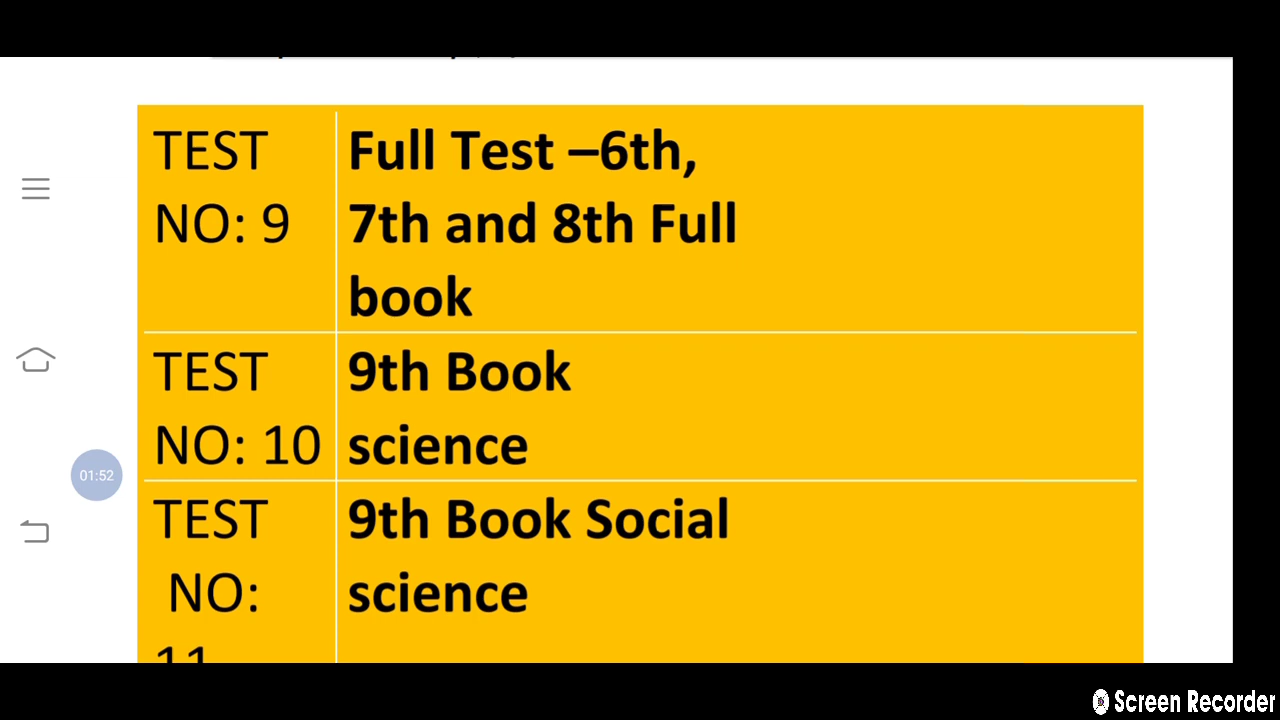 TEST
NO: 9
Full Test –6th,
7th and 8th Full
book
TEST
NO: 10
9th Book
science
TEST
NO:
11
9th Book Social
science
01:52
Screen Recorder